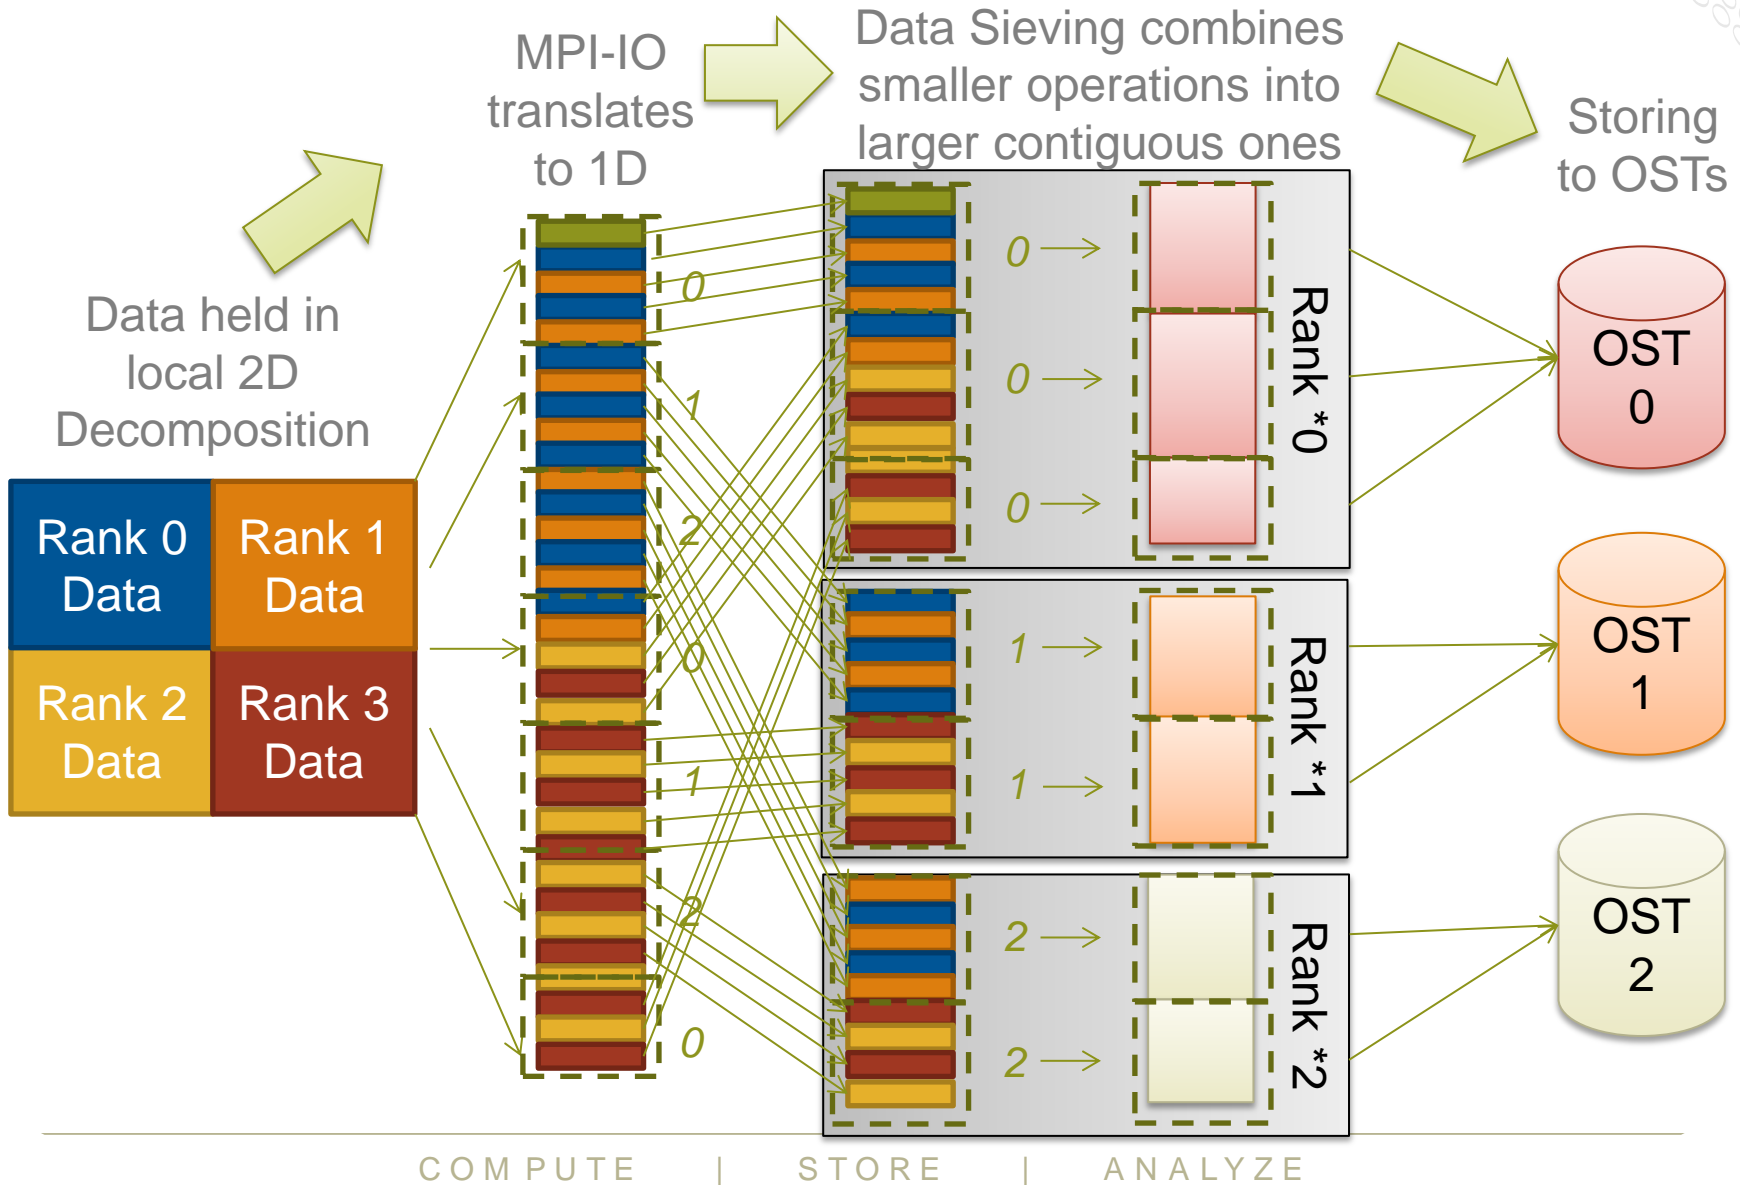 MPI-IO
translates
to 1D
Data Sieving combines
smaller operations into
larger contiguous ones
Storing
to OSTs
Data held in
local 2D
Decomposition
Rank 0
Data
Rank 1
Data
Rank 2
Data
Rank 3
Data
0
1
2
0
1
2
0
0
0
0
Rank *0
1
1
Rank *1
2
2
Rank *2
OST
0
OST
1
OST
2
COMPUTE | STORE | ANALYZE